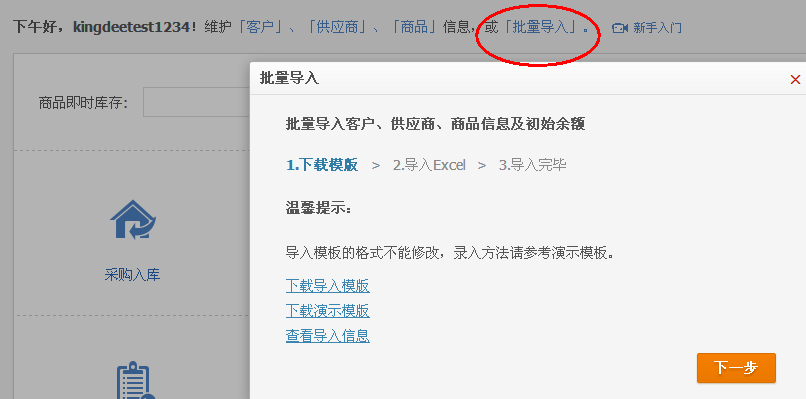 下午好，kingdeetest1234！维护「客户」、「供应商」、「商品」信息，或「批量导入」。 新手入门
批量导入
商品即时库存：
批量导入客户、供应商、商品信息及初始余额
1.下载模版 > 2.导入Excel > 3.导入完毕
温馨提示：
导入模板的格式不能修改，录入方法请参考演示模板。
采购入库
下载导入模版
下载演示模版
查看导入信息
下一步